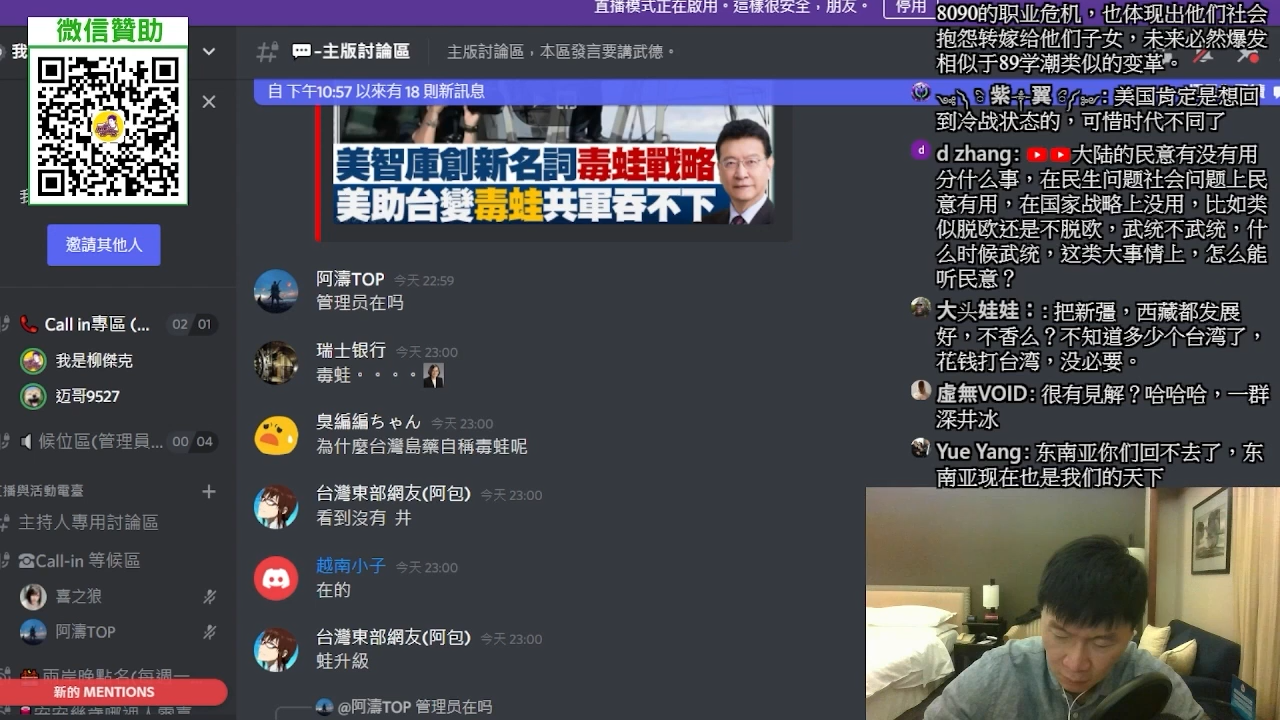 直播模式正在啟用。這樣很安全，朋友。
停用
微信贊助
💬-主版討論區
主版討論區，本區發言要講武德。
自 下午10:57 以來有 18 則新訊息
美智庫創新名詞毒蛙戰略
美助台變毒蛙共軍吞不下
邀請其他人
Call in專區 (...
02 01
我是柳傑克
迈哥9527
候位區(管理員...
00 04
直播與活動電臺
主持人專用討論區
☎Call-in 等候區
喜之狼
阿濤TOP
兩岸晚點名(每週一
新的 MENTIONS
阿濤TOP 今天 22:59
管理员在吗
瑞士银行 今天 23:00
毒蛙。。。。
臭編編ちゃん 今天 23:00
為什麼台灣島藥自稱毒蛙呢
台灣東部網友(阿包) 今天 23:00
看到沒有 井
越南小子 今天 23:00
在的
台灣東部網友(阿包) 今天 23:00
蛙升級
@阿濤TOP 管理员在吗
8090的职业危机，也体现出他们社会
抱怨转嫁给他们子女，未来必然爆发
相似于89学潮类似的变革。
紫╬翼: 美国肯定是想回
到冷战状态的，可惜时代不同了
d zhang: 大陆的民意有没有用
分什么事，在民生问题社会问题上民
意有用，在国家战略上没用，比如类
似脱欧还是不脱欧，武统不武统，什
么时候武统，这类大事情上，怎么能
听民意？
大头娃娃：: 把新疆，西藏都发展
好，不香么？不知道多少个台湾了，
花钱打台湾，没必要。
虛無VOID: 很有見解？哈哈哈，一群
深井冰
Yue Yang: 东南亚你们回不去了，东
南亚现在也是我们的天下